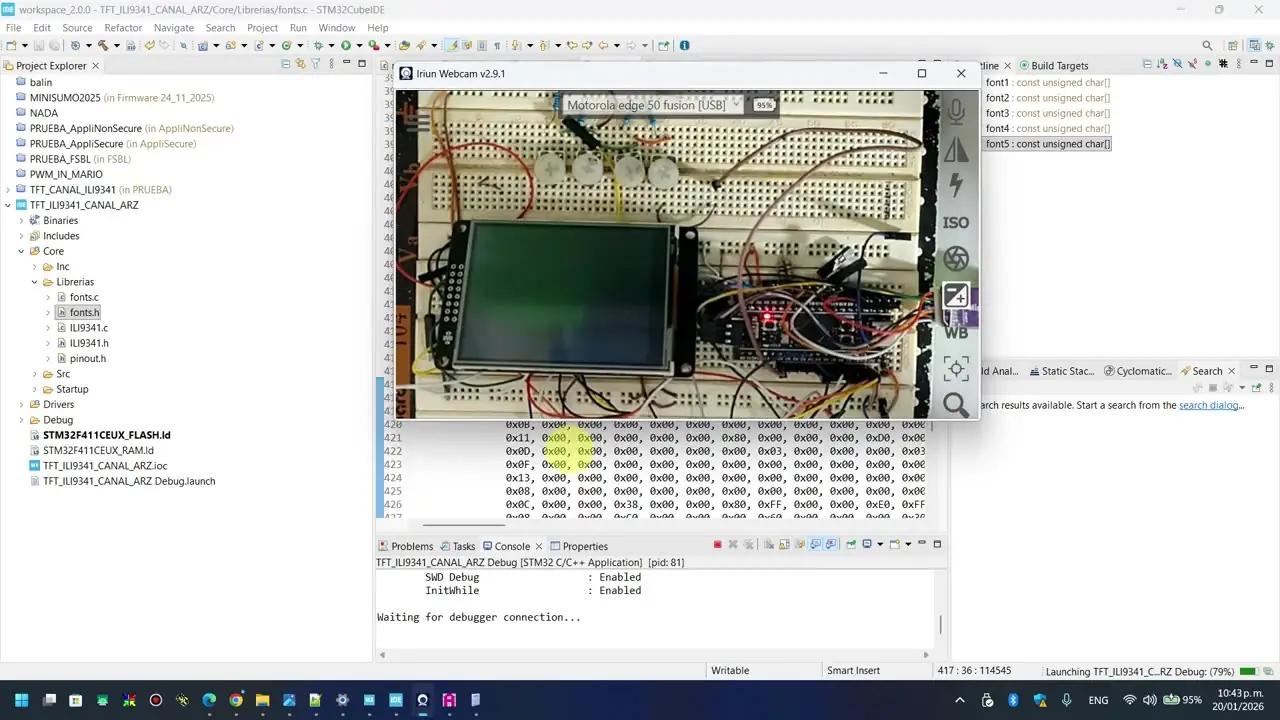 workspace_2.0.0 - TFT_ILI9341_CANAL_ARZ/Core/Librerias/fonts.c - STM32CubeIDE
File Edit Source Refactor Navigate Search Project Run Window Help
Project Explorer
balin
MINISUMO2025 (in Firmware 24_11_2025)
NADA
PRUEBA_AppliNonSecure (in AppliNonSecure)
PRUEBA_AppliSecure (in AppliSecure)
PRUEBA_FSBL (in FSBL)
PWM_IN_MARIO
TFT_CANAL_ILI9341 (in PRUEBA)
TFT_ILI9341_CANAL_ARZ
Binaries
Includes
Core
Inc
Librerias
fonts.c
fonts.h
ILI9341.c
ILI9341.h
pinout.h
Src
Startup
Drivers
Debug
STM32F411CEUX_FLASH.ld
STM32F411CEUX_RAM.ld
TFT_ILI9341_CANAL_ARZ.ioc
TFT_ILI9341_CANAL_ARZ Debug.launch
Iriun Webcam v2.9.1
Motorola edge 50 fusion [USB]
95%
ISO
WB
tline Build Targets
font1 : const unsigned char[]
font2 : const unsigned char[]
font3 : const unsigned char[]
font4 : const unsigned char[]
font5 : const unsigned char[]
ld Anal... Static Stac... Cyclomatic... Search
arch results available. Start a search from the search dialog...
420 0x0B, 0x00, 0x00, 0x00, 0x00, 0x00, 0x00, 0x00, 0x00, 0x00, 0x00, 0x00
421 0x11, 0x00, 0x00, 0x00, 0x00, 0x80, 0x00, 0x00, 0x00, 0xD0, 0x00, 0x00
422 0x0D, 0x00, 0x00, 0x00, 0x00, 0x00, 0x00, 0x03, 0x00, 0x00, 0x00, 0x03
423 0x0F, 0x00, 0x00, 0x00, 0x00, 0x00, 0x00, 0x00, 0x00, 0x00, 0x00, 0x00
424 0x13, 0x00, 0x00, 0x00, 0x00, 0x00, 0x00, 0x00, 0x00, 0x00, 0x00, 0x00
425 0x08, 0x00, 0x00, 0x00, 0x00, 0x00, 0x00, 0x00, 0x00, 0x00, 0x00, 0x00
426 0x0C, 0x00, 0x00, 0x38, 0x00, 0x80, 0xFF, 0x00, 0x00, 0x00, 0xE0, 0xFF
Problems Tasks Console Properties
TFT_ILI9341_CANAL_ARZ Debug [STM32 C/C++ Application] [pid: 81]
SWD Debug : Enabled
InitWhile : Enabled
Waiting for debugger connection...
Writable Smart Insert 417 : 36 : 114545 Launching TFT_ILI9341_C...RZ Debug: (79%)
ENG 95% 10:43 p.m.
20/01/2026